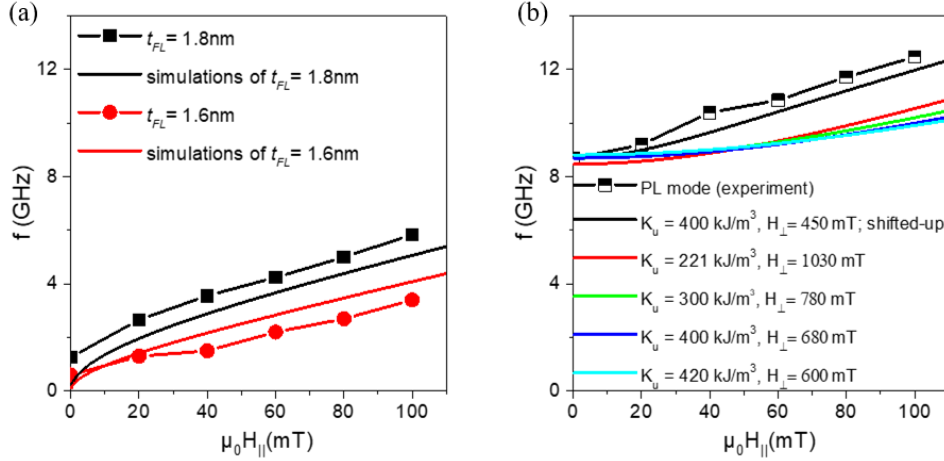 (a)
f (GHz)
12
8
4
0
t_FL = 1.8nm
simulations of t_FL = 1.8nm
t_FL = 1.6nm
simulations of t_FL = 1.6nm
0 20 40 60 80 100
μ₀H||(mT)
(b)
f (GHz)
12
8
4
0
PL mode (experiment)
K_u = 400 kJ/m³, H⊥ = 450 mT; shifted-up
K_u = 221 kJ/m³, H⊥ = 1030 mT
K_u = 300 kJ/m³, H⊥ = 780 mT
K_u = 400 kJ/m³, H⊥ = 680 mT
K_u = 420 kJ/m³, H⊥ = 600 mT
0 20 40 60 80 100
μ₀H||(mT)